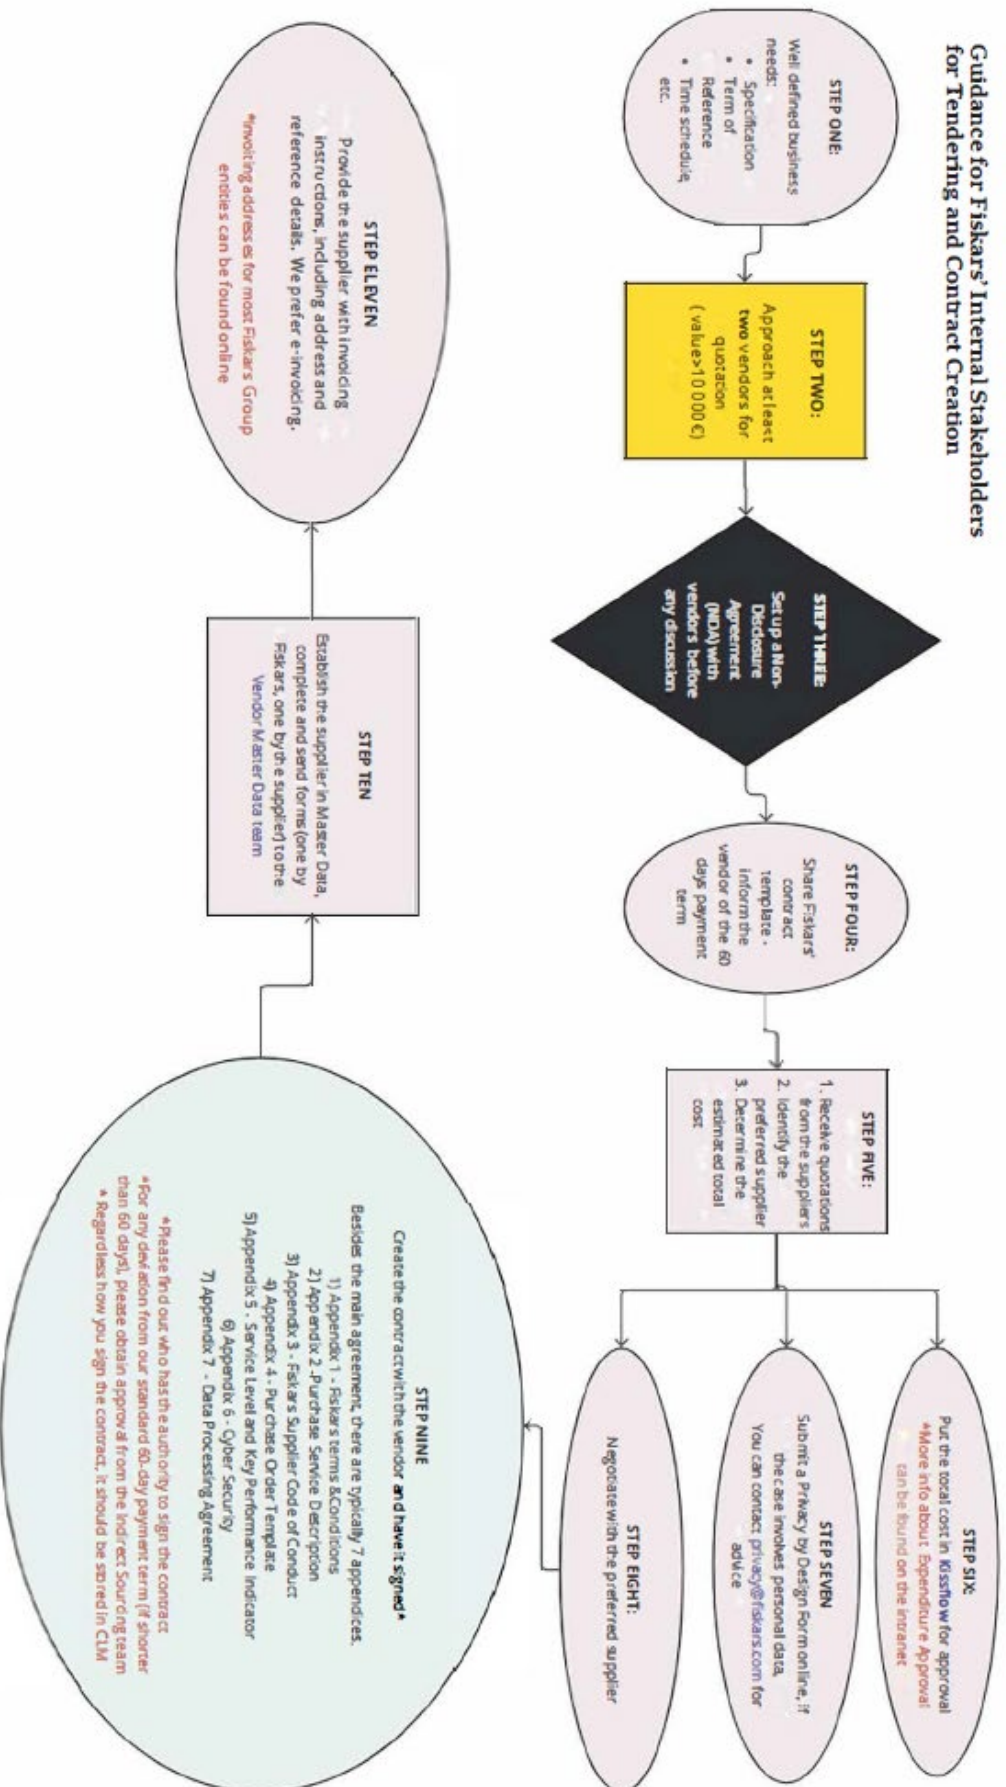 Guidance for Fiskars' Internal Stakeholders
for Tendering and Contract Creation
STEP ONE:
Well defined business
needs:
• Specification
• Term of
Reference
• Time schedule,
etc.
STEP TWO:
Approach at least
two vendors for
quotation
( value>10 000 €)
STEP THREE:
Set up a Non-
Disclosure
Agreement
(NDA) with
vendors before
any discussion
STEP FOUR:
Share Fiskars'
contract
template -
inform the
vendor of the 60
days payment
term
STEP FIVE:
1. Receive quotations
from the suppliers
2. Identify the
preferred supplier
3. Determine the
estimated total
cost
STEP SIX:
Put the total cost in Kissflow for approval
*More info about Expenditure Approval
can be found on the intranet
STEP SEVEN
Submit a Privacy by Design Form online, if
the case involves personal data,
You can contact privacy@fiskars.com for
advice
STEP EIGHT:
Negotiate with the preferred supplier
STEP NINE
Create the contract with the vendor and have it signed*
Besides the main agreement, there are typically 7 appendices.
1) Appendix 1 - Fiskars terms &Conditions
2) Appendix 2 -Purchase Service Description
3) Appendix 3 - Fiskars Supplier Code of Conduct
4) Appendix 4 - Purchase Order Template
5) Appendix 5 - Service Level and Key Performance Indicator
6) Appendix 6 - Cyber Security
7) Appendix 7 - Data Processing Agreement
*Please find out who has the authority to sign the contract
*For any deviation from our standard 60-day payment term (if shorter
than 60 days), please obtain approval from the Indirect Sourcing team
* Regardless how you sign the contract, it should be stored in CLM
STEP TEN
Establish the supplier in Master Data,
complete and send forms (one by
Fiskars, one by the supplier) to the
Vendor Master Data team
STEP ELEVEN
Provide the supplier with invoicing
instructions, including address and
reference details. We prefer e-invoicing.
*Invoiting addresses for most Fiskars Group
entities can be found online